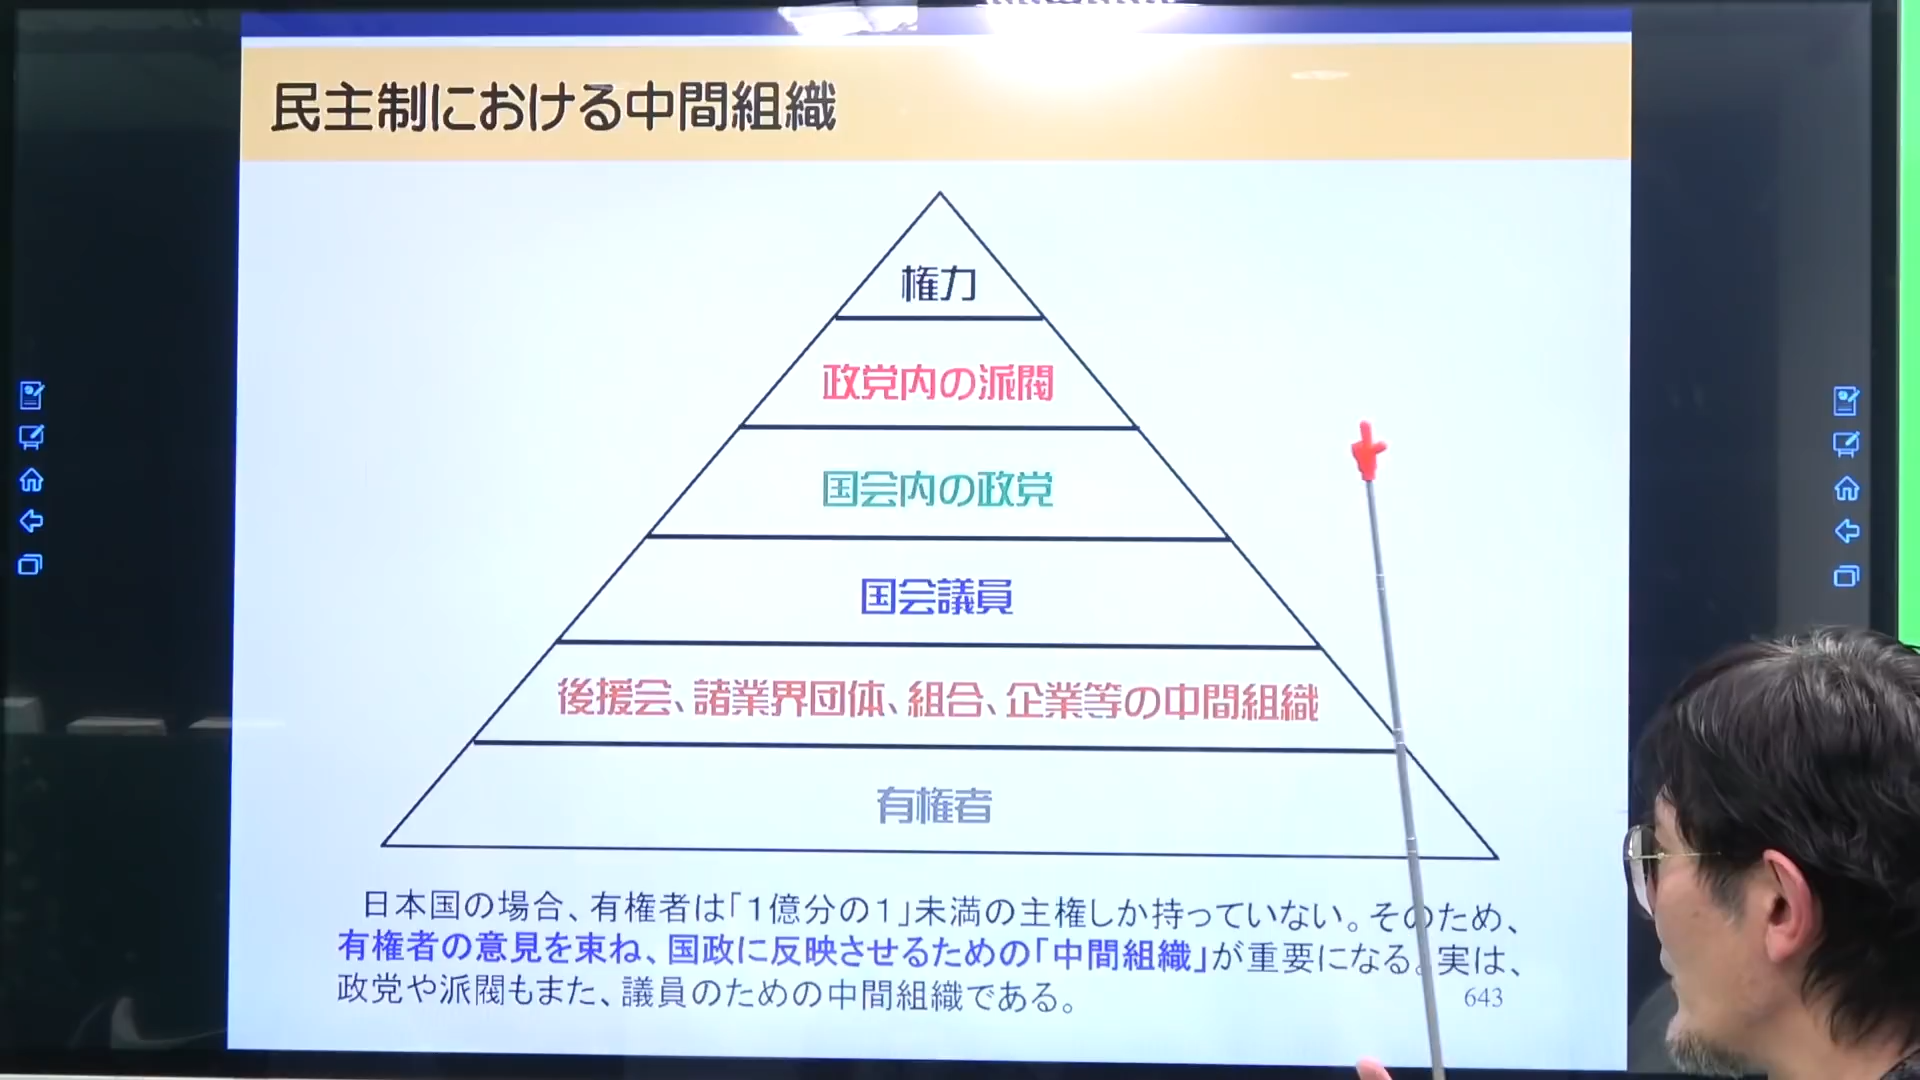 民主制における中間組織
権力
政党内の派閥
国会内の政党
国会議員
後援会、諸業界団体、組合、企業等の中間組織
有権者
日本国の場合、有権者は「1億分の1」未満の主権しか持っていない。そのため、
有権者の意見を束ね、国政に反映させるための「中間組織」が重要になる。実は、
政党や派閥もまた、議員のための中間組織である。
643